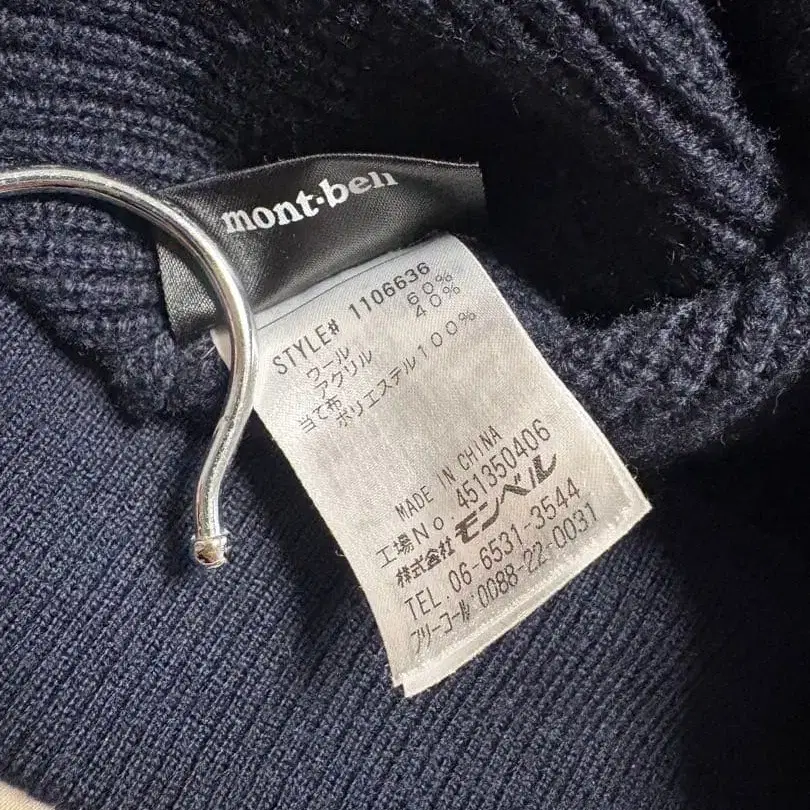 mont-bell
STYLE# 1106636
ウール 60%
アクリル 40%
当て布
ポリエステル100%
MADE IN CHINA
工場No 451350406
株式会社 モンベル
TEL. 06-6531-3544
フリーコール 0088-22-0031